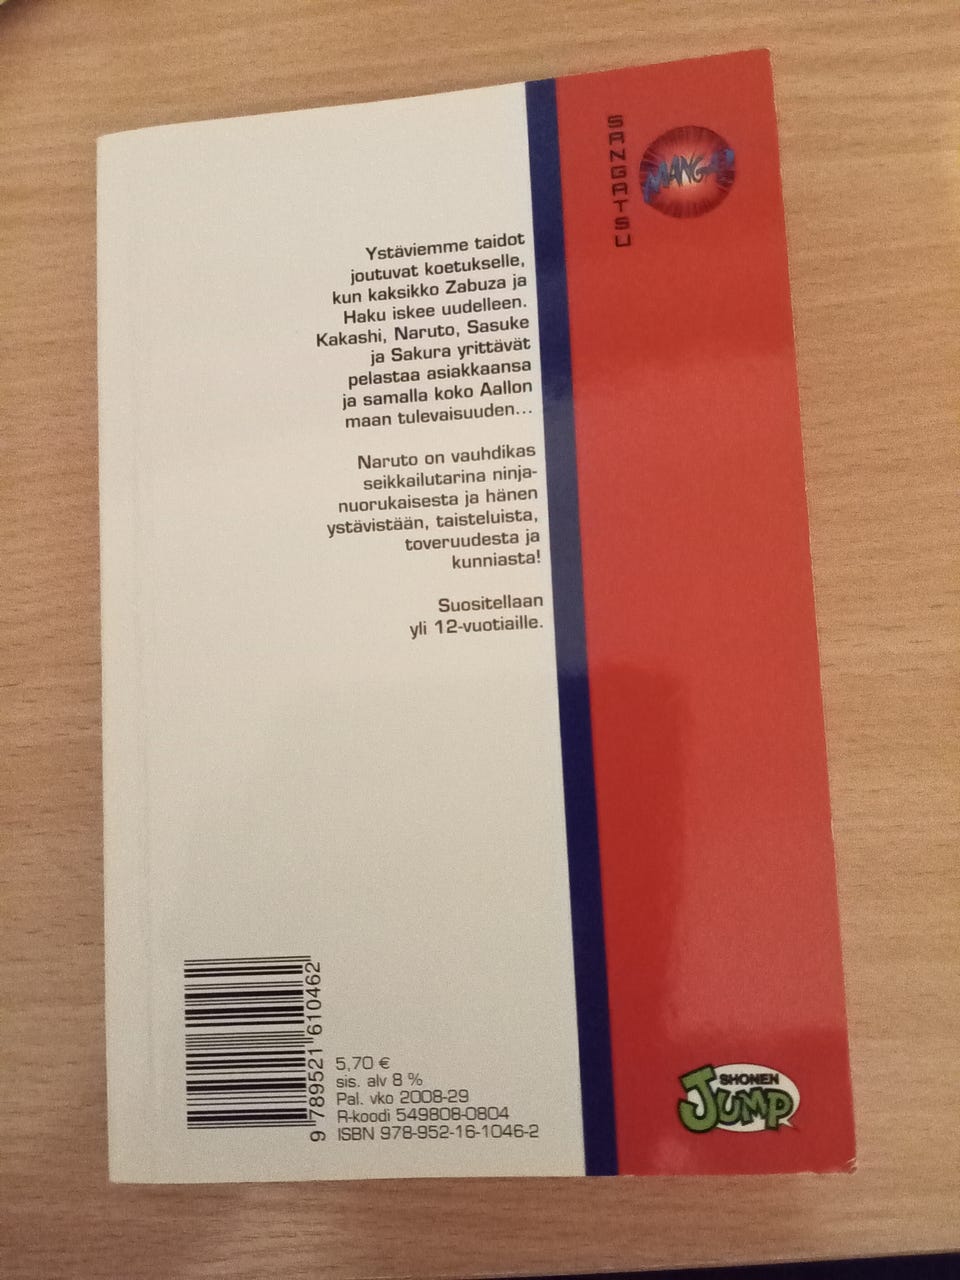 SANGATSU
MANGA
Ystäviemme taidot
joutuvat koetukselle,
kun kaksikko Zabuza ja
Haku iskee uudelleen.
Kakashi, Naruto, Sasuke
ja Sakura yrittävät
pelastaa asiakkaansa
ja samalla koko Aallon
maan tulevaisuuden...
Naruto on vauhdikas
seikkailutarina ninja-
nuorukaisesta ja hänen
ystävistään, taisteluista,
toveruudesta ja
kunniasta!
Suositellaan
yli 12-vuotiaille.
9 789521 610462
5,70 €
sis. alv 8 %
Pal. vko 2008-29
R-koodi 549808-0804
ISBN 978-952-16-1046-2
SHONEN
JUMP